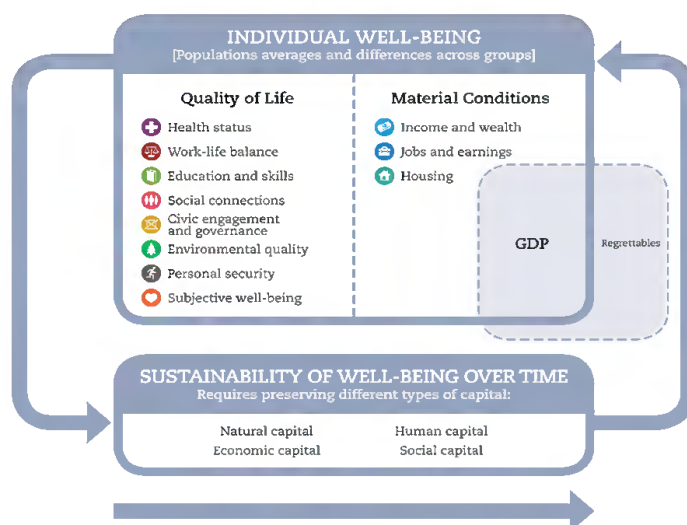 INDIVIDUAL WELL-BEING
[Populations averages and differences across groups]
Quality of Life
Health status
Work-life balance
Education and skills
Social connections
Civic engagement
and governance
Environmental quality
Personal security
Subjective well-being
Material Conditions
Income and wealth
Jobs and earnings
Housing
GDP
Regrettables
SUSTAINABILITY OF WELL-BEING OVER TIME
Requires preserving different types of capital:
Natural capital
Human capital
Economic capital
Social capital